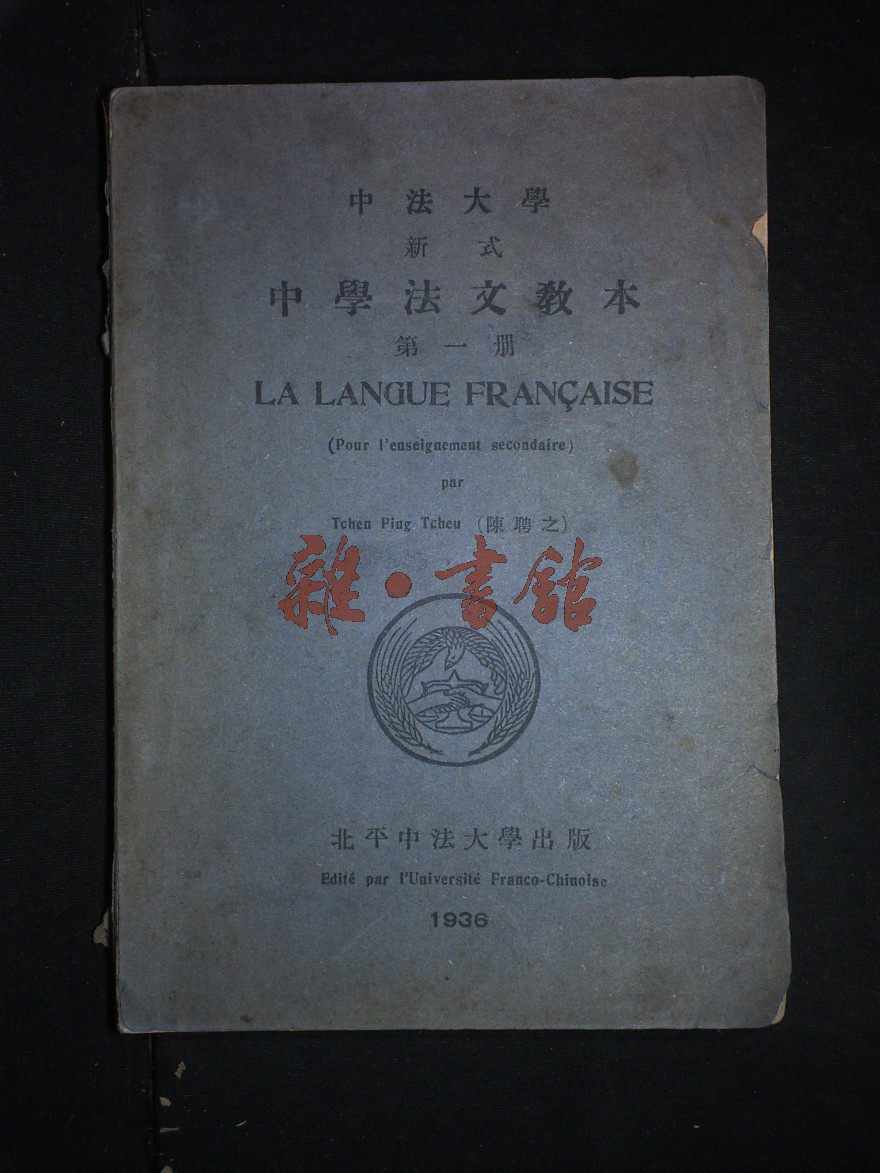 中法大學
新式
中學法文教本
第一册
LA LANGUE FRANÇAISE
(Pour l'enseignement secondaire)
par
Tchen Ping Tcheu (陳聘之)
雜·書館
北平中法大學出版
Edité par l'Université Franco-Chinoise
1936